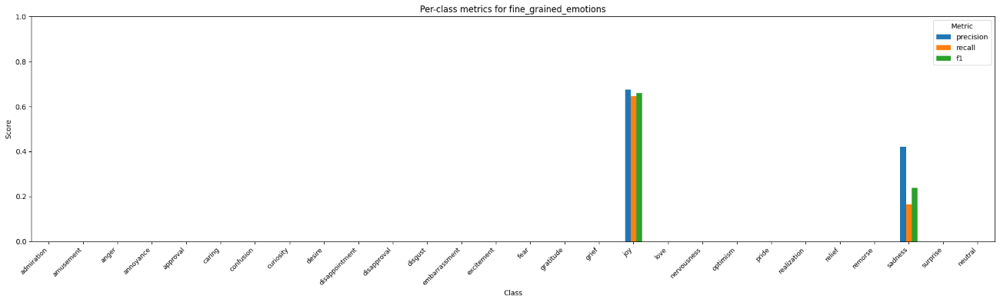 Per-class metrics for fine_grained_emotions
Metric
precision
recall
f1
1.0
0.8
0.6
0.4
0.2
0.0
Score
admiration
amusement
anger
annoyance
approval
caring
confusion
curiosity
desire
disappointment
disapproval
disgust
embarrassment
excitement
fear
gratitude
grief
joy
love
nervousness
optimism
pride
realization
relief
remorse
sadness
surprise
neutral
Class